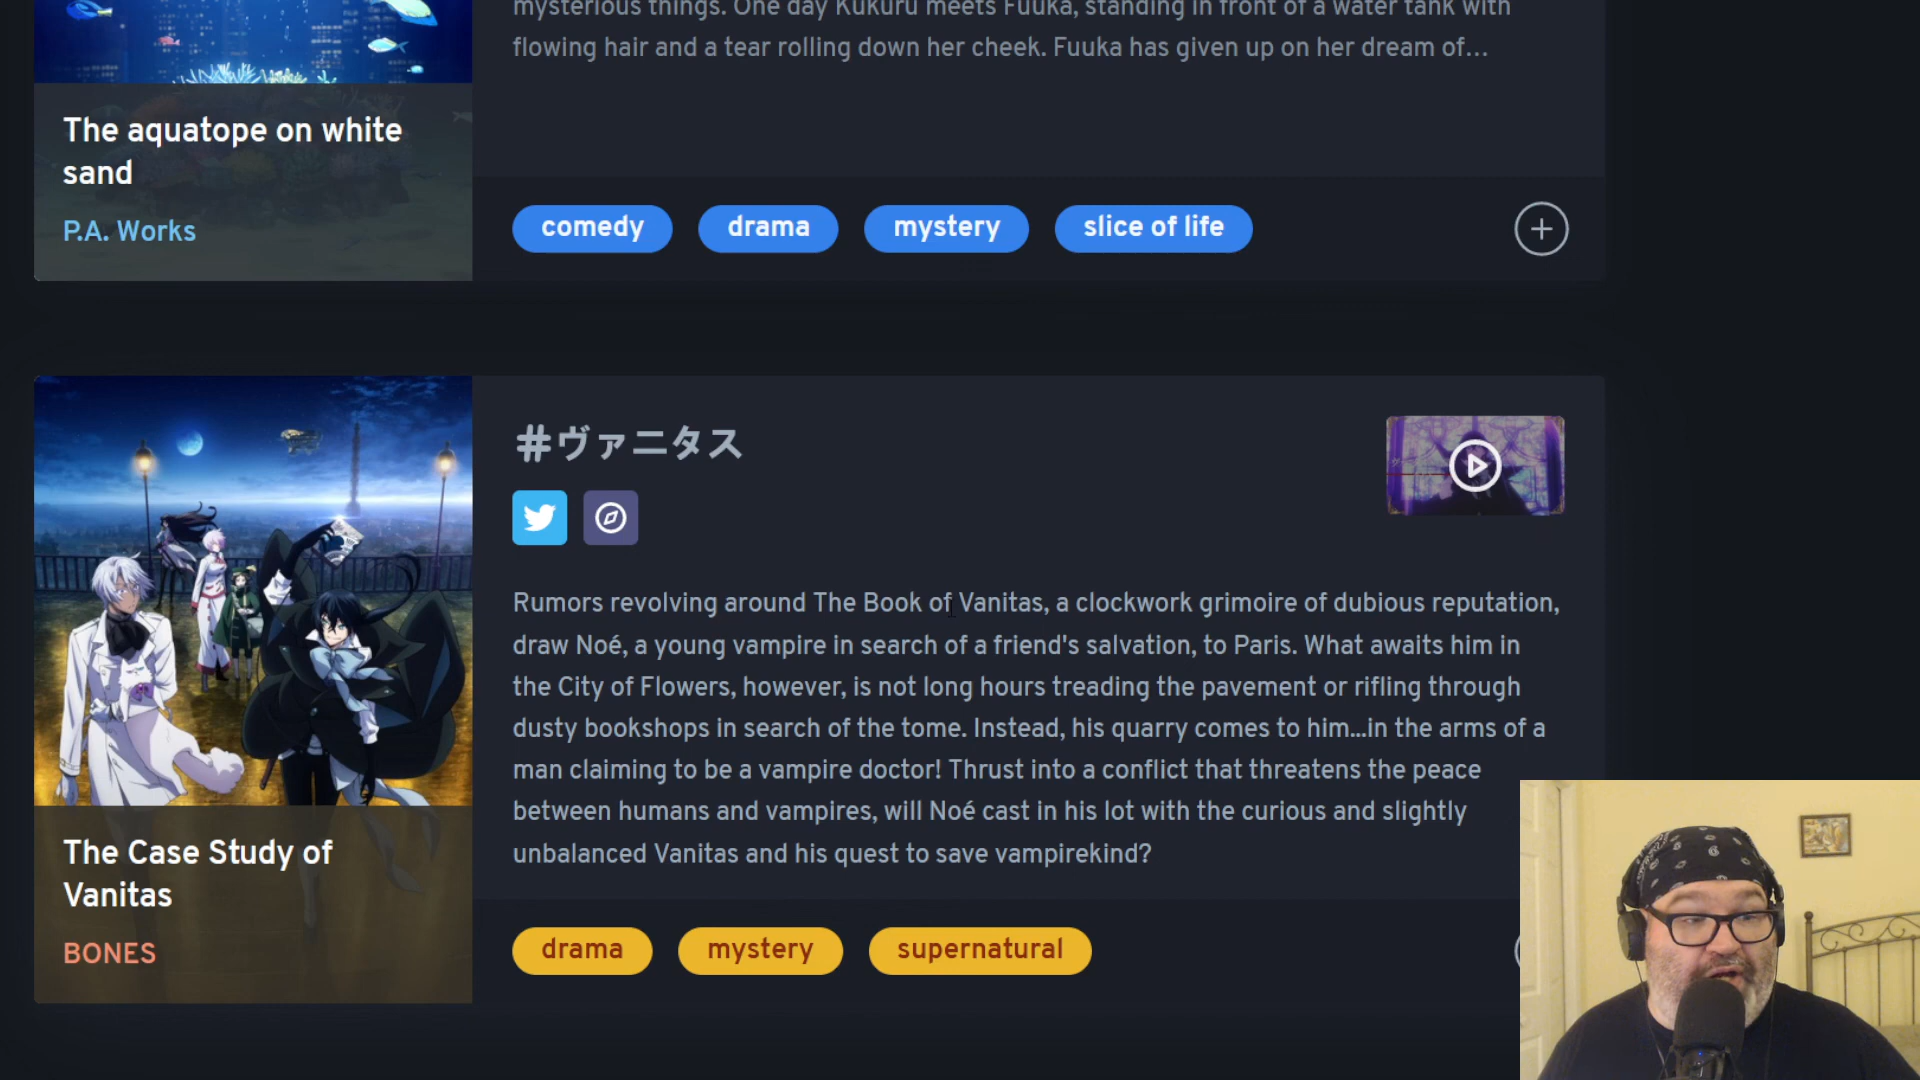 mysterious things. One day Kukuru meets Fuuka, standing in front of a water tank with
flowing hair and a tear rolling down her cheek. Fuuka has given up on her dream of…
The aquatope on white
sand
P.A. Works
comedy drama mystery slice of life
#ヴァニタス
Rumors revolving around The Book of Vanitas, a clockwork grimoire of dubious reputation,
draw Noé, a young vampire in search of a friend's salvation, to Paris. What awaits him in
the City of Flowers, however, is not long hours treading the pavement or rifling through
dusty bookshops in search of the tome. Instead, his quarry comes to him...in the arms of a
man claiming to be a vampire doctor! Thrust into a conflict that threatens the peace
between humans and vampires, will Noé cast in his lot with the curious and slightly
unbalanced Vanitas and his quest to save vampirekind?
The Case Study of
Vanitas
BONES
drama mystery supernatural